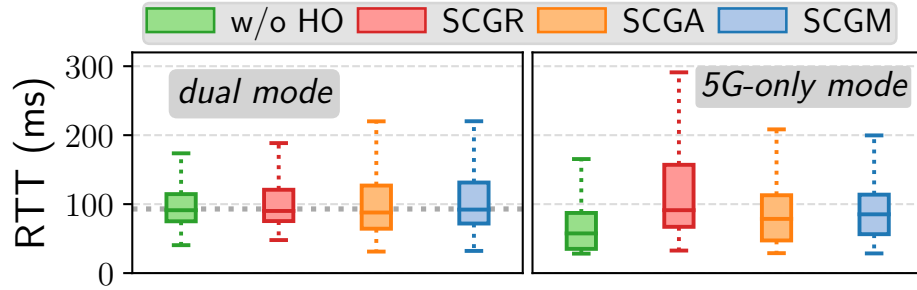 w/o HO SCGR SCGA SCGM
RTT (ms)
300
200
100
0
dual mode
5G-only mode